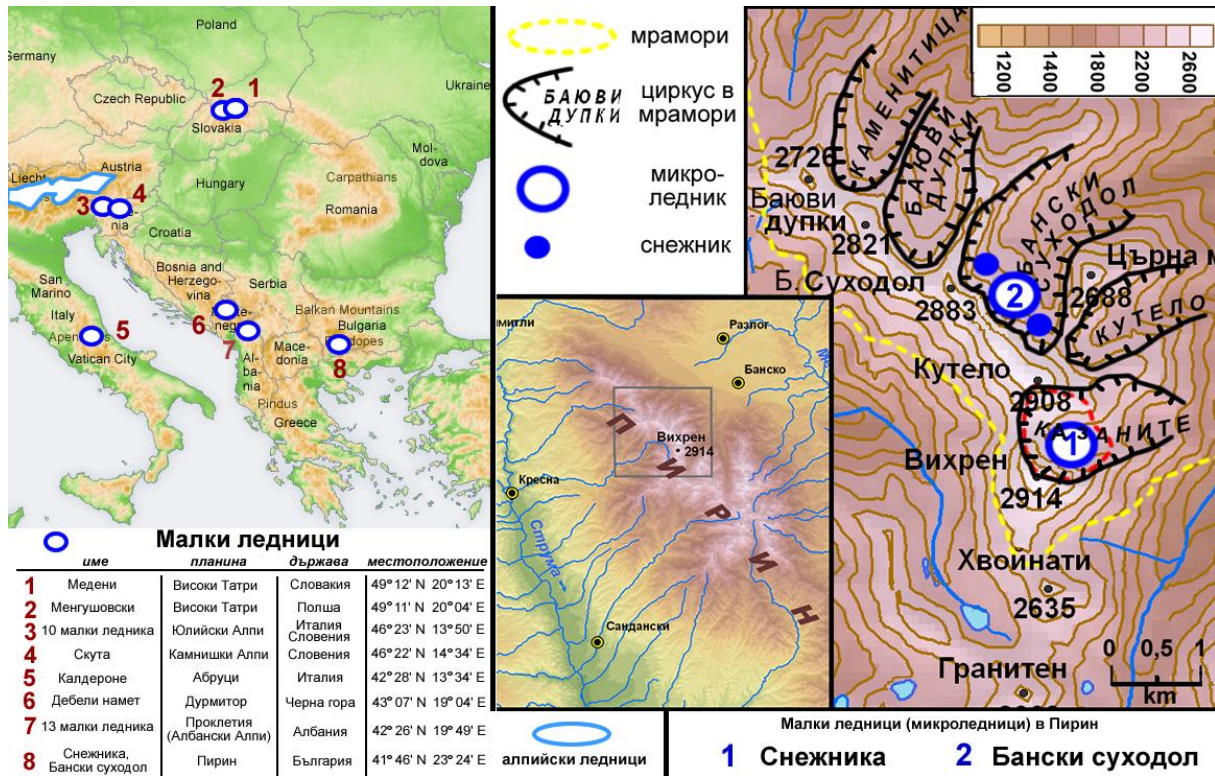 Poland
Germany
Ukraine
Czech Republic
2
1
Slovakia
Mol-
dova
Austria
Liecht
Hungary
Carpathians
Romania
3
4
nia
Croatia
San
Marino
Bosnia and
Herzego-
vina
Serbia
Balkan Mountains
Bulgaria
Italy
6
negro
5
Vatican City
7
Al-
ba-
nia
Macedonia
8
Pindus
Greece
Малки ледници
име планина държава местоположение
1 Медени Високи Татри Словакия 49°12' N 20°13' E
2 Менгушовски Високи Татри Полша 49°11' N 20°04' E
3 10 малки ледника Юлийски Алпи Италия Словения 46°23' N 13°50' E
4 Скута Камнишки Алпи Словения 46°22' N 14°34' E
5 Калдероне Абруци Италия 42°28' N 13°34' E
6 Дебели намет Дурмитор Черна гора 43°07' N 19°04' E
7 13 малки ледника Проклетия (Албански Алпи) Албания 42°26' N 19°49' E
8 Снежника, Бански суходол Пирин България 41°46' N 23°24' E
мрамори
БАЮВИ
ДУПКИ
циркус в
мрамори
микро-
ледник
снежник
имитли
Разлог
Банско
Вихрен
2914
Кресна
Струма
ПИРИН
Сандански
алпийски ледници
1200
1400
1600
1800
2200
2600
КАМЕНИТИЦА
БАЮВИ
ДУПКИ
БАНСКИ
СУХОДОЛ
2726
Баюви
дупки
2821
Б. Суходол
2883
2
Църна м
2688
КУТЕЛО
Кутело
2908
КАЗАНИТЕ
1
Вихрен
2914
Хвойнати
2635
Гранитен
0 0,5 1
km
Малки ледници (микроледници) в Пирин
1 Снежника 2 Бански суходол